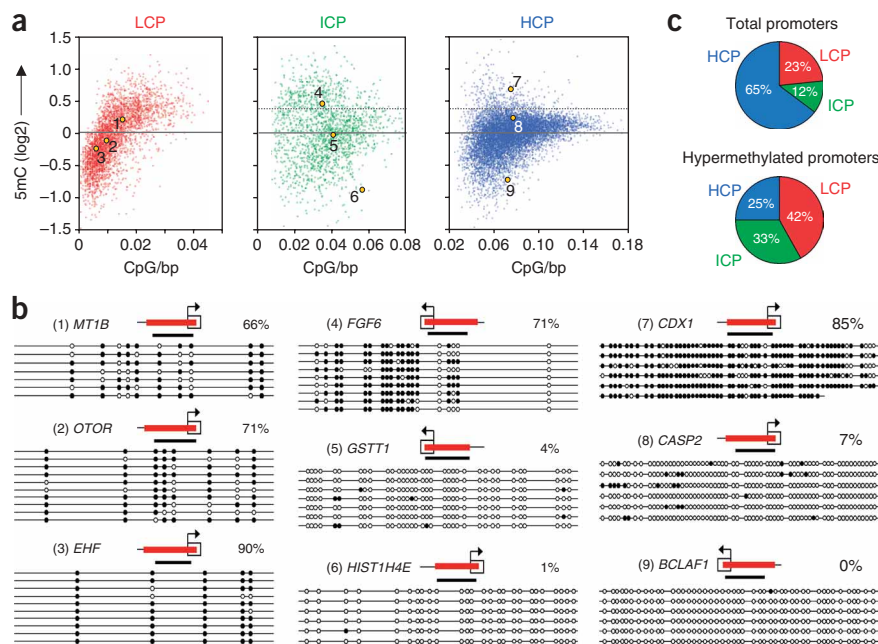 a
LCP
ICP
HCP
5mC (log2)
1.5
1.0
0.5
0
−0.5
−1.0
−1.5
1
2
3
4
5
6
7
8
9
0
0.02
0.04
0
0.02
0.04
0.06
0.08
0.02
0.06
0.10
0.14
0.18
CpG/bp
CpG/bp
CpG/bp
c
Total promoters
HCP
65%
LCP
23%
12%
ICP
Hypermethylated promoters
HCP
25%
LCP
42%
33%
ICP
b
(1) MT1B
66%
(2) OTOR
71%
(3) EHF
90%
(4) FGF6
71%
(5) GSTT1
4%
(6) HIST1H4E
1%
(7) CDX1
85%
(8) CASP2
7%
(9) BCLAF1
0%